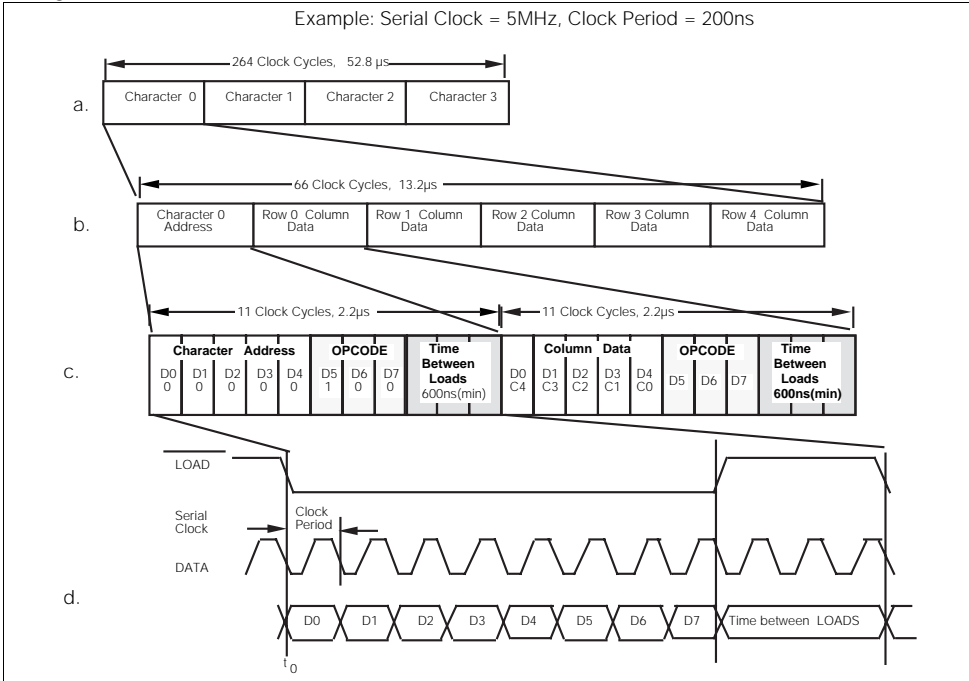 Example: Serial Clock = 5MHz, Clock Period = 200ns
264 Clock Cycles, 52.8 µs
a.
Character 0 Character 1 Character 2 Character 3
66 Clock Cycles, 13.2µs
b.
Character 0 Address
Row 0 Column Data
Row 1 Column Data
Row 2 Column Data
Row 3 Column Data
Row 4 Column Data
11 Clock Cycles, 2.2µs 11 Clock Cycles, 2.2µs
c.
Character Address OPCODE Time Between Loads 600ns(min)
D0 D1 D2 D3 D4 D5 D6 D7
0 0 0 0 0 1 0 0
Column Data OPCODE Time Between Loads 600ns(min)
D0 D1 D2 D3 D4 D5 D6 D7
C4 C3 C2 C1 C0
LOAD
Serial Clock
Clock Period
DATA
d.
D0 D1 D2 D3 D4 D5 D6 D7 Time between LOADS
t0